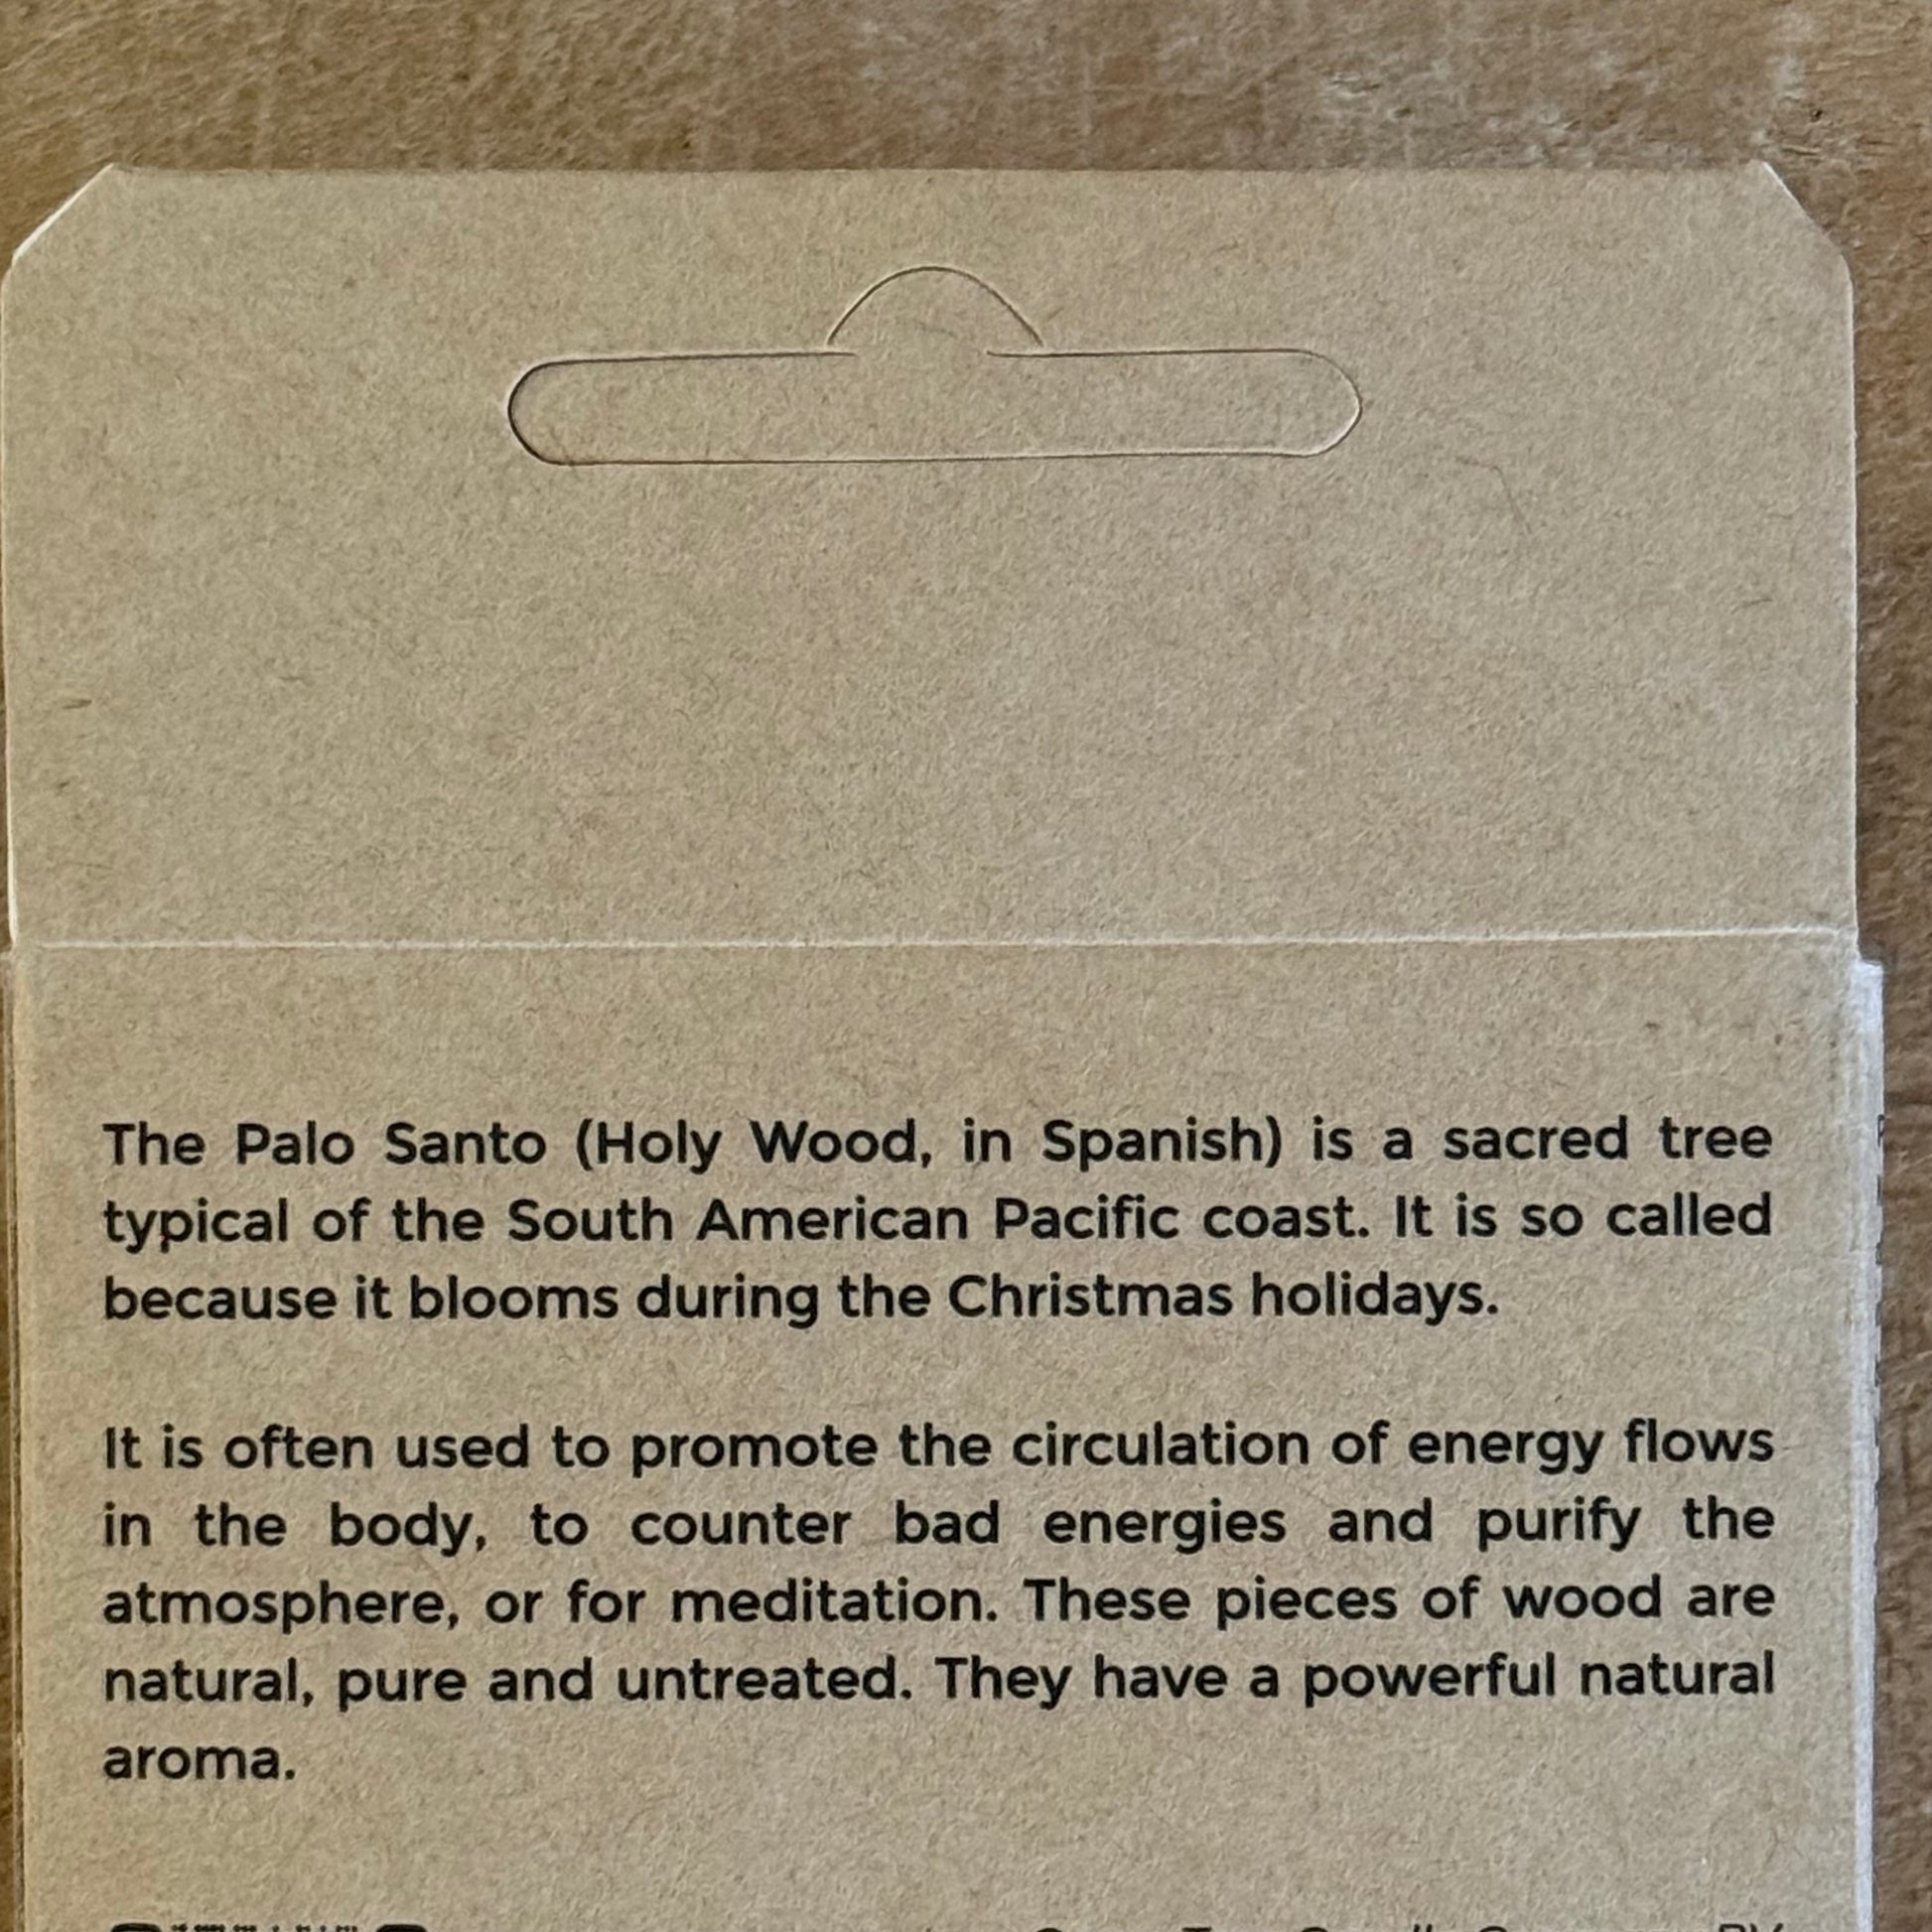 The Palo Santo (Holy Wood, in Spanish) is a sacred tree
typical of the South American Pacific coast. It is so called
because it blooms during the Christmas holidays.
It is often used to promote the circulation of energy flows
in the body, to counter bad energies and purify the
atmosphere, or for meditation. These pieces of wood are
natural, pure and untreated. They have a powerful natural
aroma.